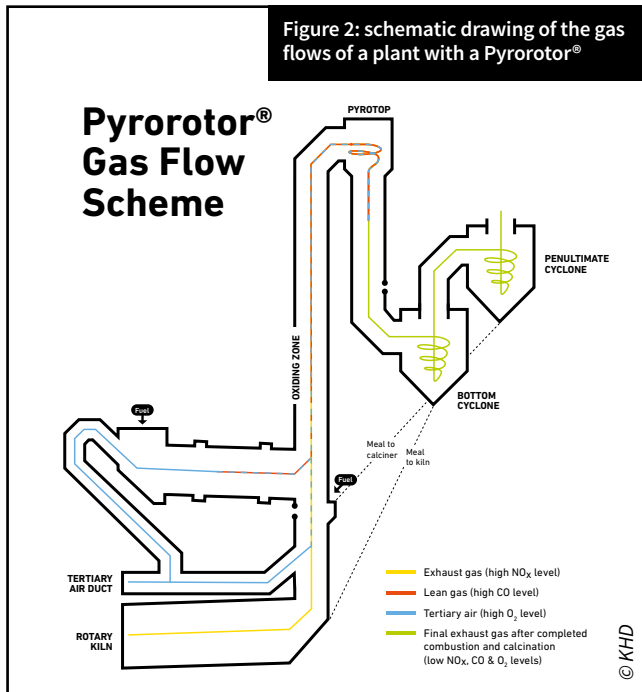 Figure 2: schematic drawing of the gas
flows of a plant with a Pyrorotor®
Pyrorotor®
Gas Flow
Scheme
PYROTOP
PENULTIMATE
CYCLONE
OXIDING ZONE
BOTTOM
CYCLONE
Fuel
Meal to
calciner
Meal
to kiln
Fuel
TERTIARY
AIR DUCT
ROTARY
KILN
Exhaust gas (high NOx level)
Lean gas (high CO level)
Tertiary air (high O₂ level)
Final exhaust gas after completed
combustion and calcination
(low NOx, CO & O₂ levels)
© KHD